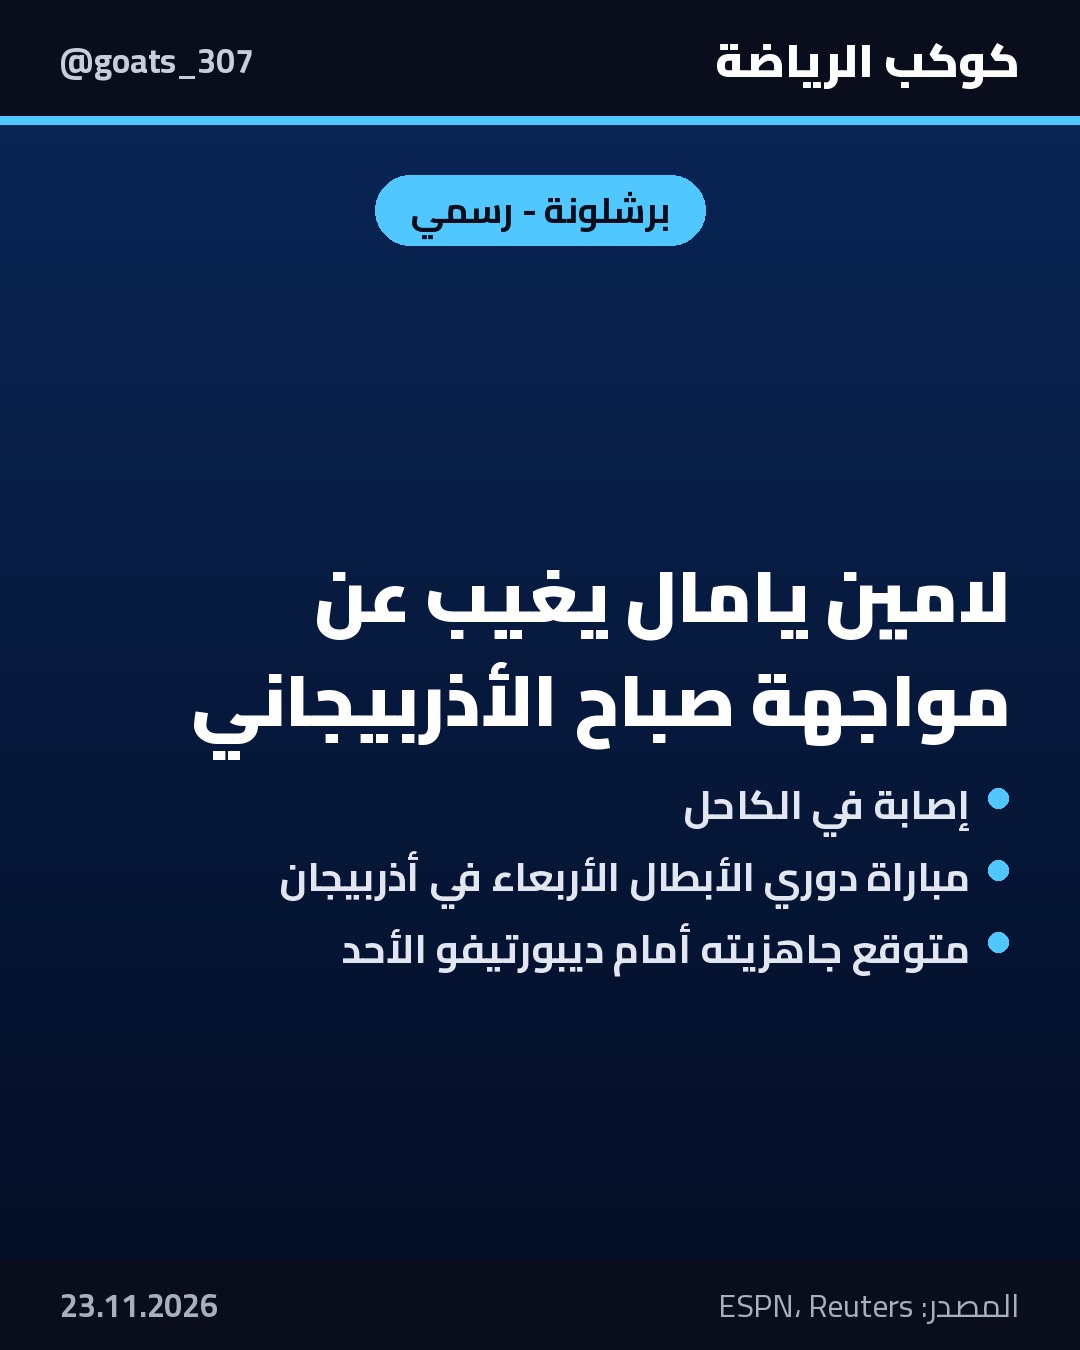 كوكب الرياضة
@goats_307
برشلونة - رسمي
لامين يامال يغيب عن
مواجهة صباح الأذربيجاني
إصابة في الكاحل
مباراة دوري الأبطال الأربعاء في أذربيجان
متوقع جاهزيته أمام ديبورتيفو الأحد
المصدر: ESPN، Reuters
23.11.2026